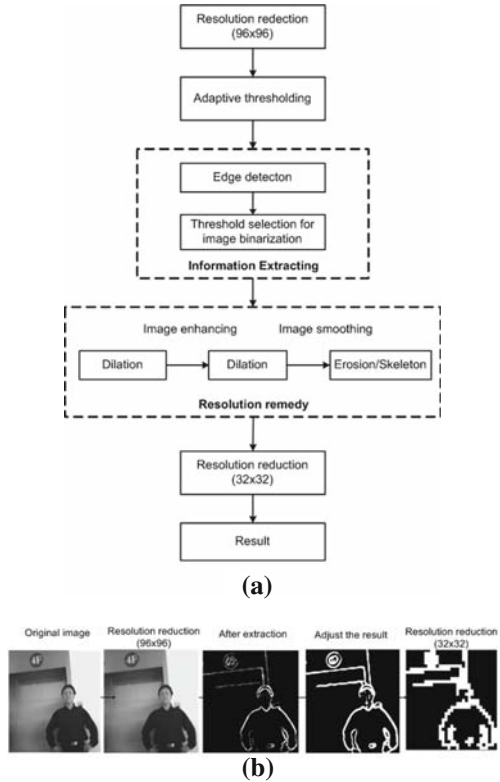 Resolution redection
(96x96)
Adaptive thresholding
Edge detecton
Threshold selection for
image binarization
Information Extracting
Image enhancing Image smoothing
Dilation Dilation Erosion/Skeleton
Resolution remedy
Resolution reduction
(32x32)
Result
(a)
Original image Resolution reduction After extraction Adjust the result Resolution reduction
(96x96) (32x32)
4F 4F
(b)